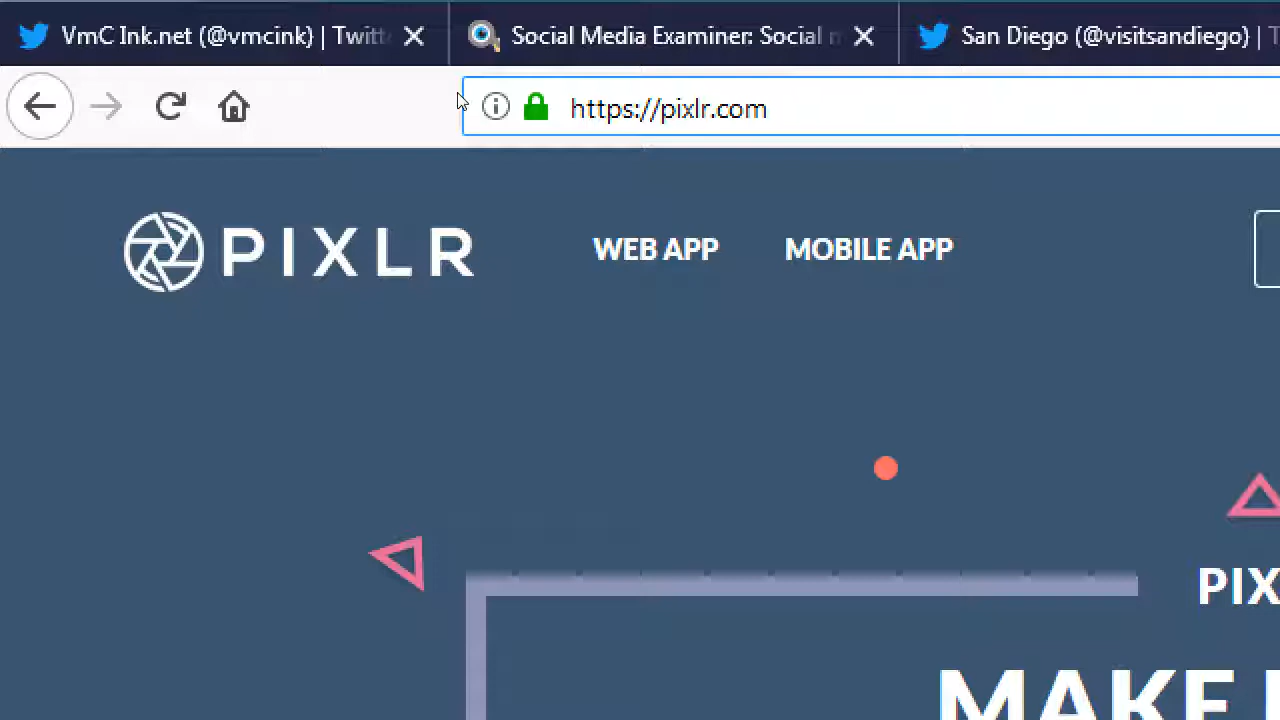 VmC Ink.net (@vmcink) | Twitt
Social Media Examiner: Social
San Diego (@visitsandiego) |
https://pixlr.com
PIXLR
WEB APP
MOBILE APP
PIX
MAKE